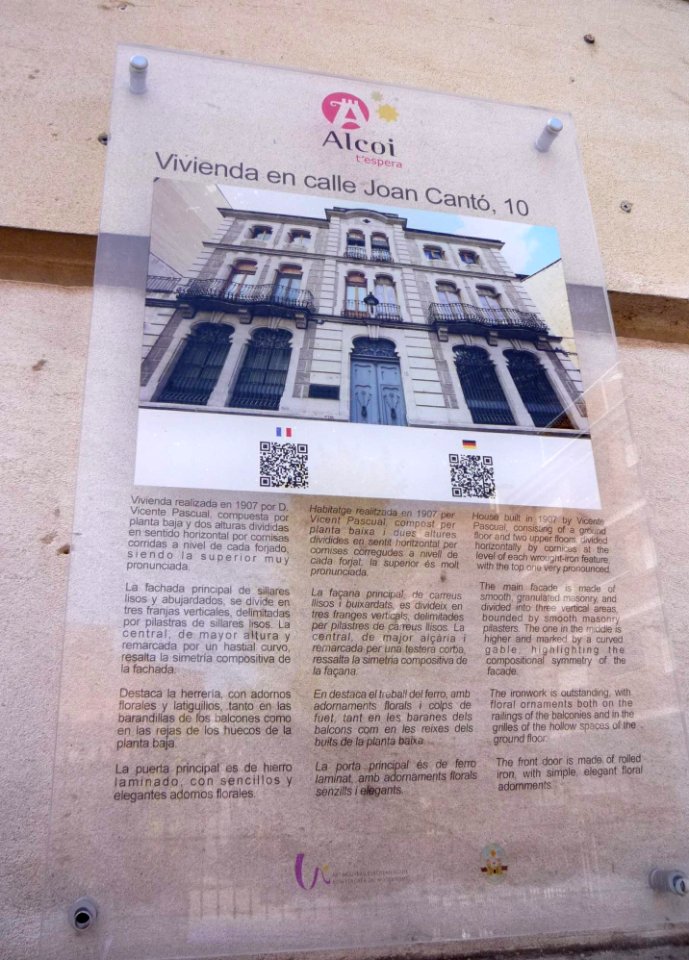 Alcoi
t'espera
Vivienda en calle Joan Cantó, 10
Vivienda realizada en 1907 por D.
Vicente Pascual, compuesta por
planta baja y dos alturas divididas
en sentido horizontal por cornisas
corridas a nivel de cada forjado,
siendo la superior muy
pronunciada.
La fachada principal de sillares
lisos y abujardados, se divide en
tres franjas verticales, delimitadas
por pilastras de sillares lisos. La
central, de mayor altura y
remarcada por un hastial curvo,
resalta la simetría compositiva de
la fachada.
Destaca la herrería, con adornos
florales y latiguilos, tanto en las
barandillas de los balcones como
en las rejas de los huecos de la
planta baja.
La puerta principal es de hierro
laminado, con sencillos y
elegantes adornos florales.
Habitatge realitzada en 1907 per
Vicent Pascual, compost per
planta baixa i dues altures
dividides en sentit horitzontal per
cornises corregudes a nivell de
cada forjat, la superior és molt
pronunciada.
La façana principal, de carreus
llisos i buixardats, es divideix en
tres franges verticals, delimitades
per pilastres de carreus llisos. La
central, de major alçària i
remarcada per una testera corba,
ressalta la simetria compositiva de
la façana.
En destaca el treball del ferro, amb
adornaments florals i colps de
fuet, tant en les baranes dels
balcons com en les reixes dels
buits de la planta baixa.
La porta principal és de ferro
laminat, amb adornaments florals
senzills i elegants.
House built in 1907 by Vicente
Pascual, consisting of a ground
floor and two upper floors, divided
horizontally by cornices at the
level of each wrought-iron feature,
with the top one very pronounced.
The main facade is made of
smooth, granulated masonry, and
divided into three vertical areas,
bounded by smooth masonry
pilasters. The one in the middle is
higher and marked by a curved
gable, highlighting the
compositional symmetry of the
facade.
The ironwork is outstanding, with
floral ornaments both on the
railings of the balconies and in the
grilles of the hollow spaces of the
ground floor.
The front door is made of rolled
iron, with simple, elegant floral
adornments.